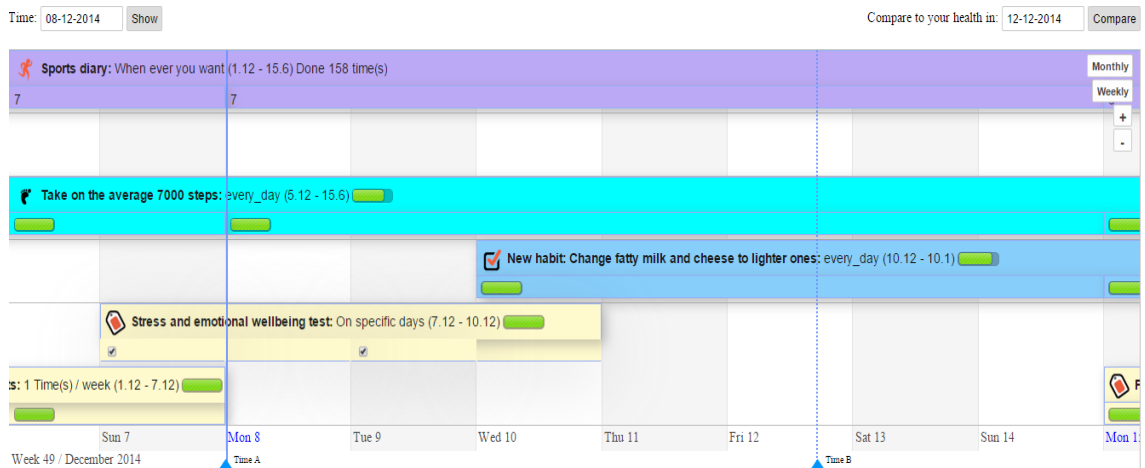 Time: 08-12-2014 Show Compare to your health in: 12-12-2014 Compare
Sports diary: When ever you want (1.12 - 15.6) Done 158 time(s)
Monthly
7 7
Weekly
+
-
Take on the average 7000 steps: every_day (5.12 - 15.6)
New habit: Change fatty milk and cheese to lighter ones: every_day (10.12 - 10.1)
Stress and emotional wellbeing test: On specific days (7.12 - 10.12)
s: 1 Time(s) / week (1.12 - 7.12) F
Sun 7 Mon 8 Tue 9 Wed 10 Thu 11 Fri 12 Sat 13 Sun 14 Mon 1
Week 49 / December 2014 Time A Time B